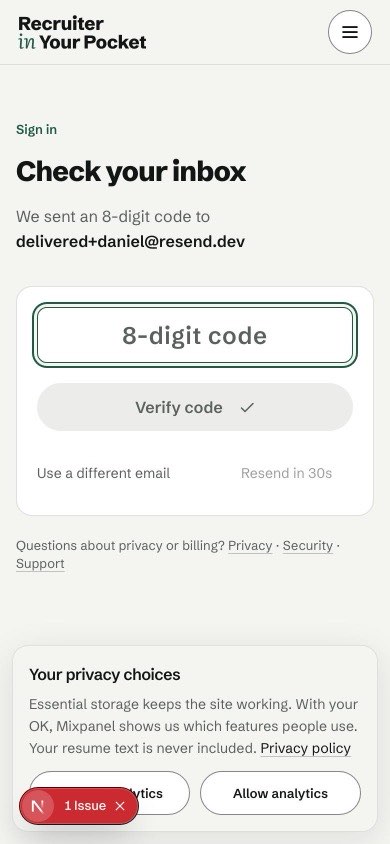 Recruiter
in Your Pocket
Sign in
Check your inbox
We sent an 8-digit code to
delivered+daniel@resend.dev
8-digit code
Verify code
Use a different email
Resend in 30s
Questions about privacy or billing? Privacy · Security ·
Support
Your privacy choices
Essential storage keeps the site working. With your
OK, Mixpanel shows us which features people use.
Your resume text is never included. Privacy policy
Allow analytics
N
1 Issue